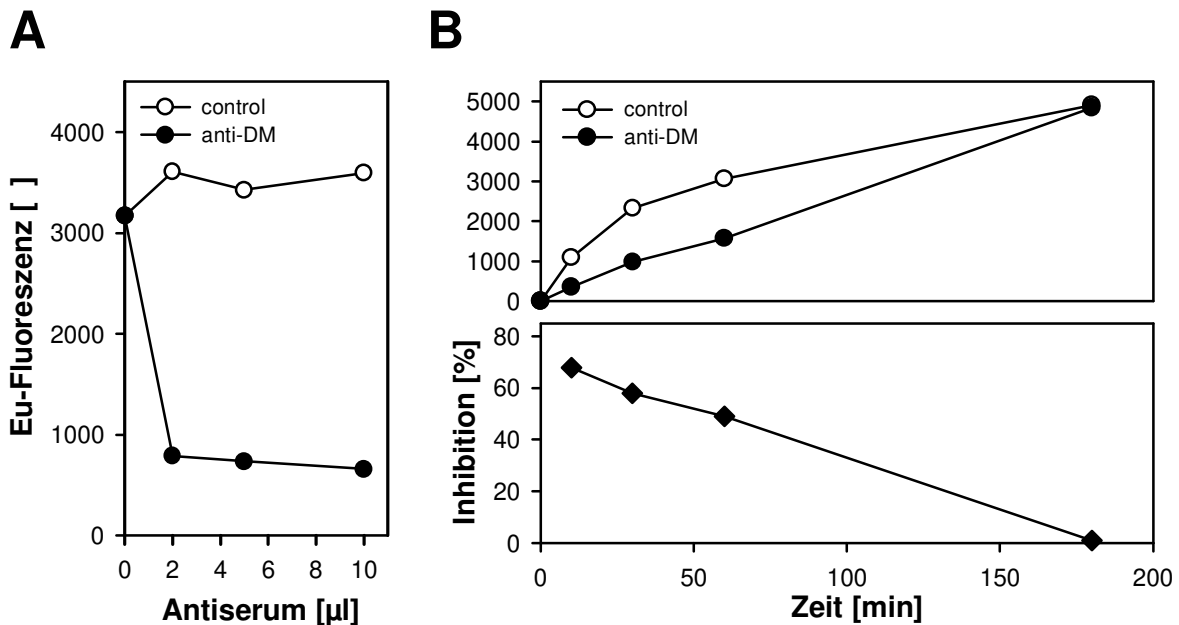 A
B
control
anti-DM
4000
3000
2000
1000
0
Eu-Fluoreszenz [ ]
0 2 4 6 8 10
Antiserum [µl]
control
anti-DM
5000
4000
3000
2000
1000
0
80
60
40
20
0
Inhibition [%]
0 50 100 150 200
Zeit [min]